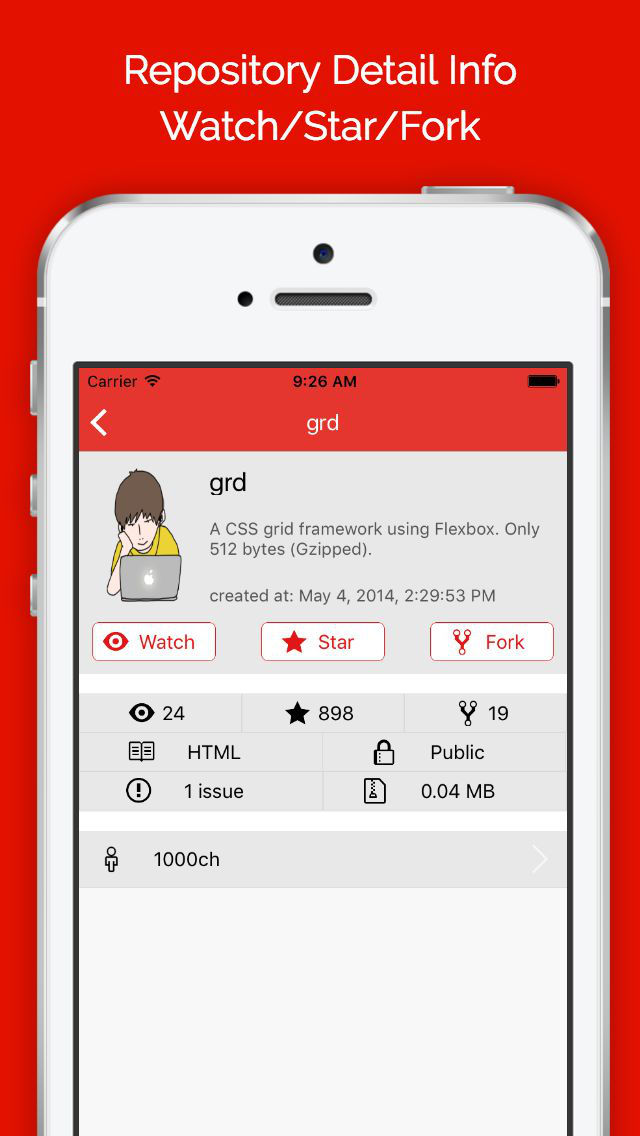 Repository Detail Info
Watch/Star/Fork
Carrier 9:26 AM
grd
grd
A CSS grid framework using Flexbox. Only
512 bytes (Gzipped).
created at: May 4, 2014, 2:29:53 PM
Watch Star Fork
24 898 19
HTML Public
1 issue 0.04 MB
1000ch